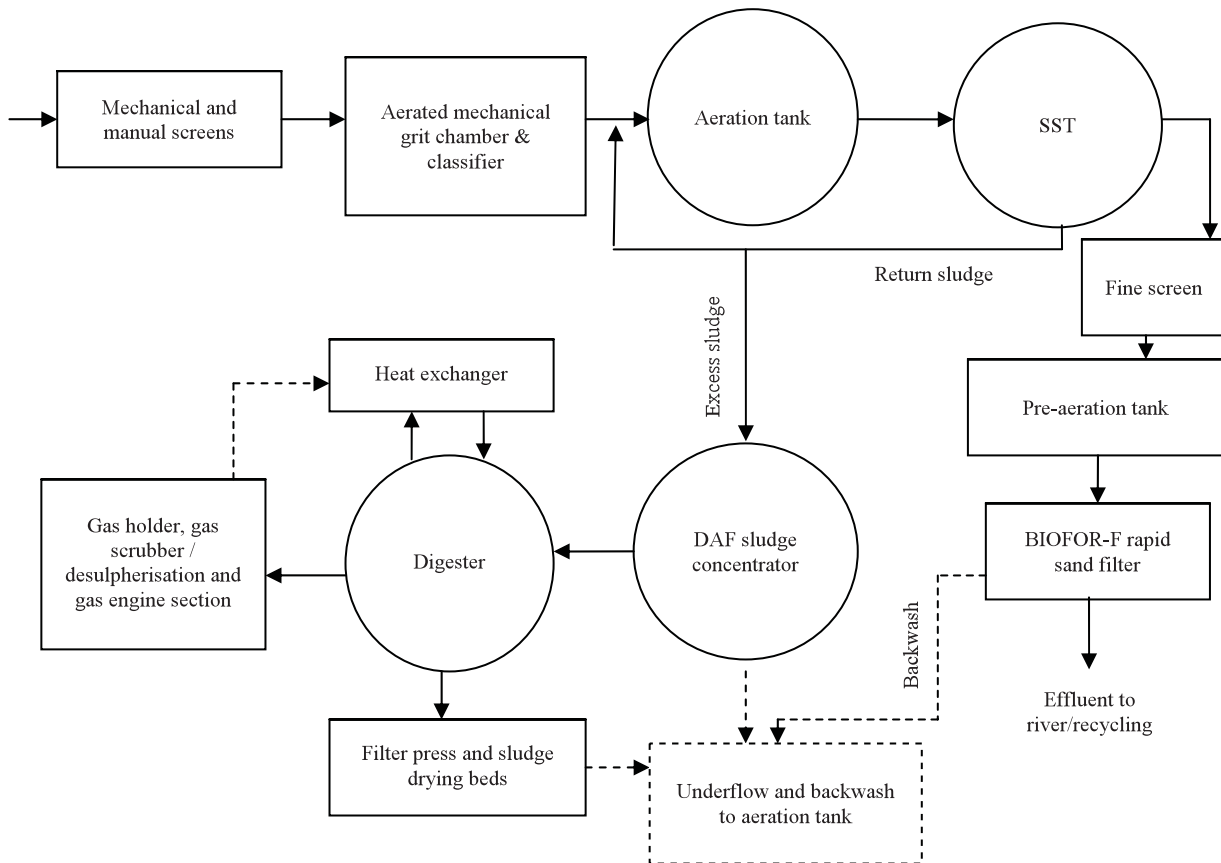 Mechanical and
manual screens
Aerated mechanical
grit chamber &
classifier
Aeration tank
SST
Return sludge
Fine screen
Excess sludge
Heat exchanger
Pre-aeration tank
Gas holder, gas
scrubber /
desulpherisation and
gas engine section
Digester
DAF sludge
concentrator
BIOFOR-F rapid
sand filter
Backwash
Effluent to
river/recycling
Filter press and sludge
drying beds
Underflow and backwash
to aeration tank